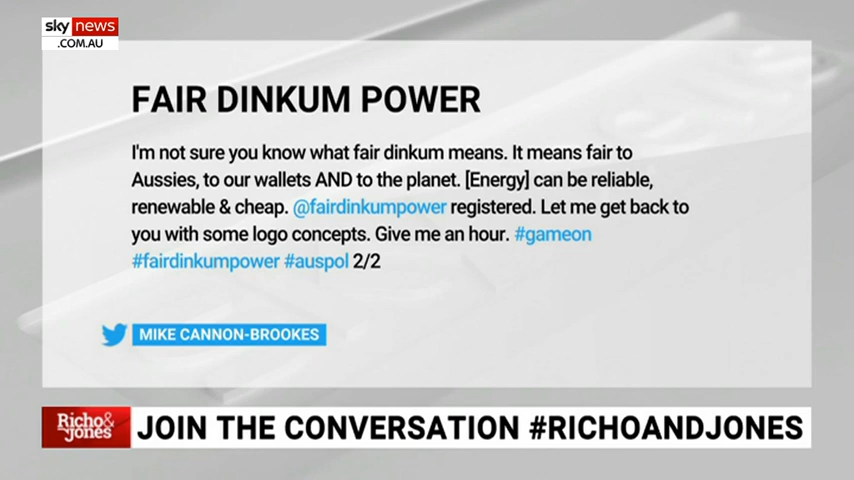 sky news
.COM.AU
FAIR DINKUM POWER
I'm not sure you know what fair dinkum means. It means fair to
Aussies, to our wallets AND to the planet. [Energy] can be reliable,
renewable & cheap. @fairdinkumpower registered. Let me get back to
you with some logo concepts. Give me an hour. #gameon
#fairdinkumpower #auspol 2/2
MIKE CANNON-BROOKES
Richo&
Jones
JOIN THE CONVERSATION #RICHOANDJONES